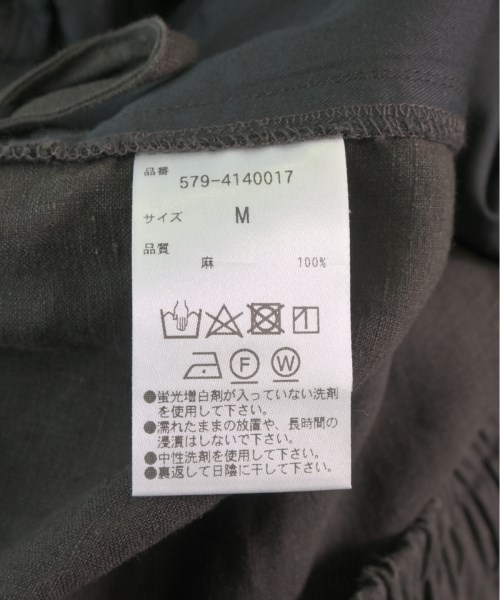 品番
579-4140017
サイズ M
品質
麻 100%
F W
●蛍光増白剤が入っていない洗剤
を使用して下さい。
●濡れたままの放置や、長時間の
浸漬はしないで下さい。
●中性洗剤を使用して下さい。
●裏返して日陰に干して下さい。